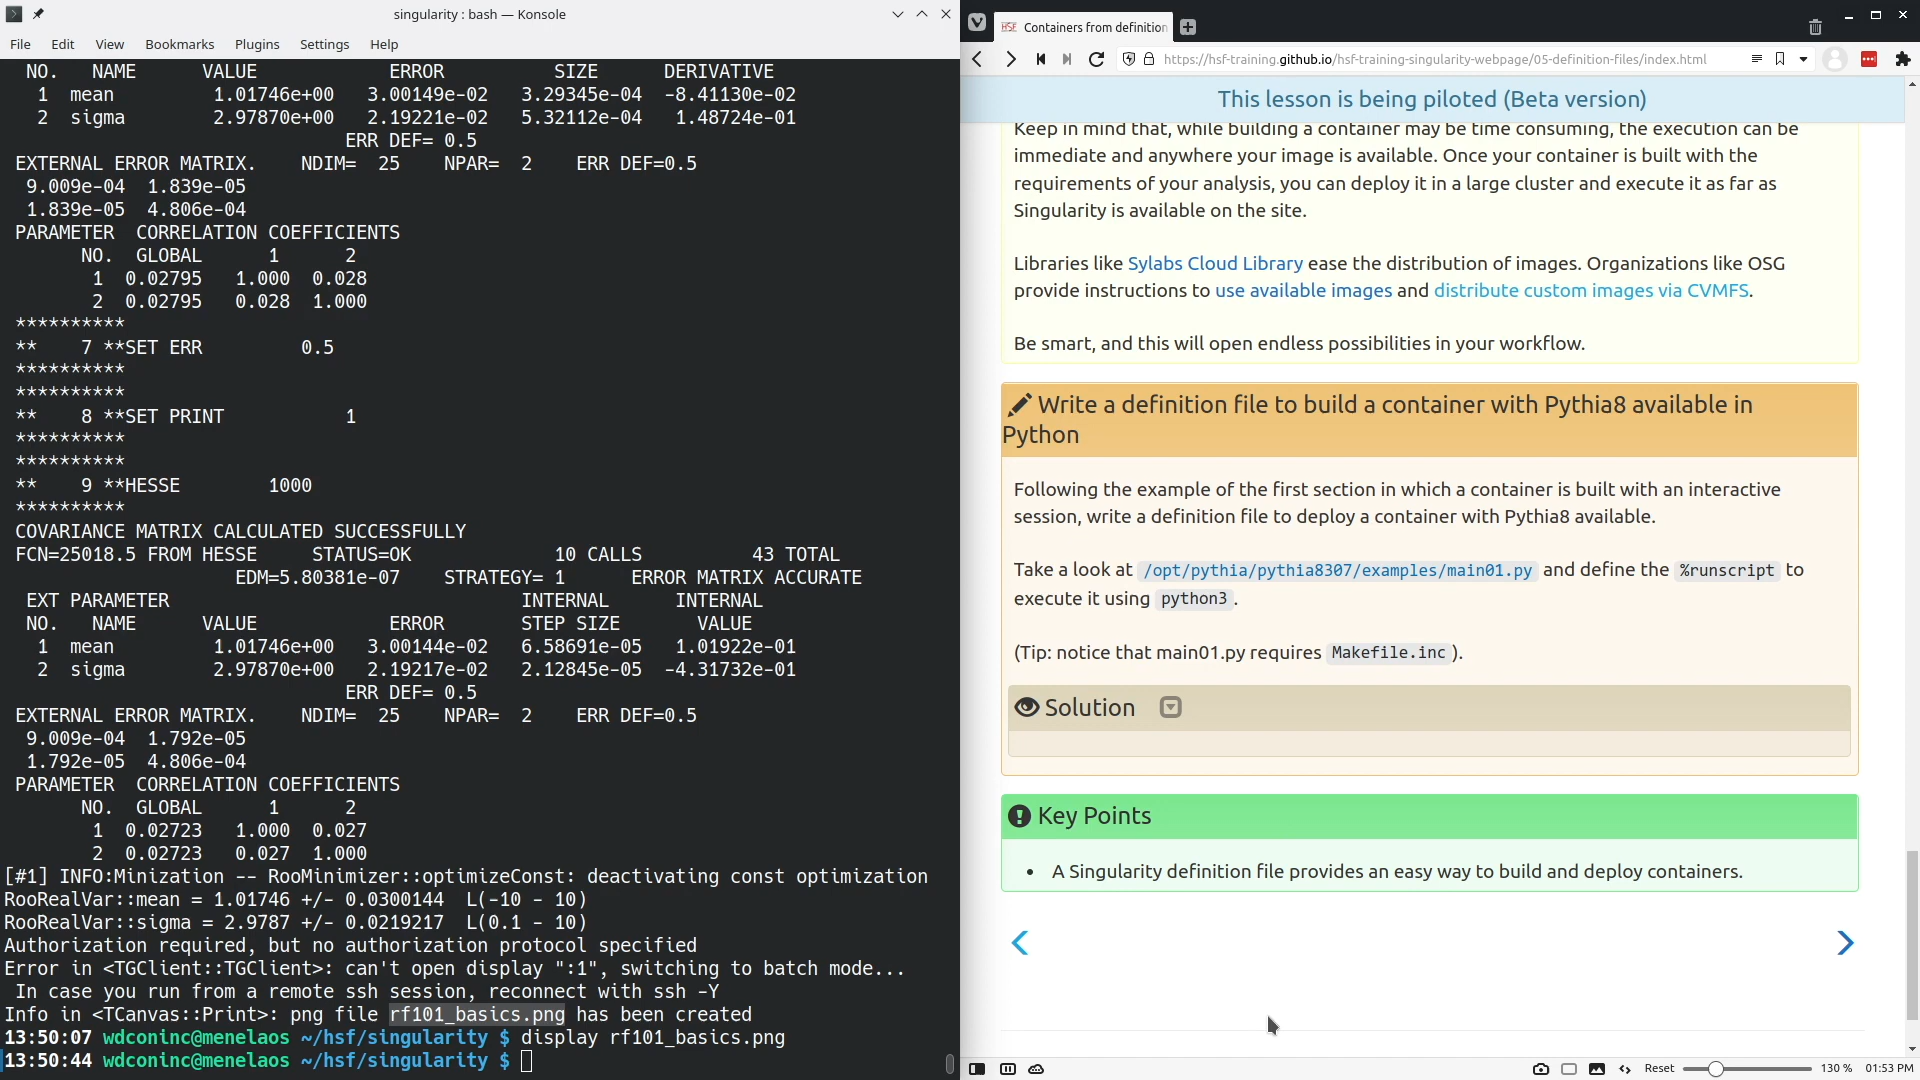 singularity : bash — Konsole
File Edit View Bookmarks Plugins Settings Help
NO. NAME VALUE ERROR SIZE DERIVATIVE
1 mean 1.01746e+00 3.00149e-02 3.29345e-04 -8.41130e-02
2 sigma 2.97870e+00 2.19221e-02 5.32112e-04 1.48724e-01
ERR DEF= 0.5
EXTERNAL ERROR MATRIX. NDIM= 25 NPAR= 2 ERR DEF=0.5
9.009e-04 1.839e-05
1.839e-05 4.806e-04
PARAMETER CORRELATION COEFFICIENTS
NO. GLOBAL 1 2
1 0.02795 1.000 0.028
2 0.02795 0.028 1.000
**********
** 7 **SET ERR 0.5
**********
**********
** 8 **SET PRINT 1
**********
**********
** 9 **HESSE 1000
**********
COVARIANCE MATRIX CALCULATED SUCCESSFULLY
FCN=25018.5 FROM HESSE STATUS=OK 10 CALLS 43 TOTAL
EDM=5.80381e-07 STRATEGY= 1 ERROR MATRIX ACCURATE
EXT PARAMETER INTERNAL INTERNAL
NO. NAME VALUE ERROR STEP SIZE VALUE
1 mean 1.01746e+00 3.00144e-02 6.58691e-05 1.01922e-01
2 sigma 2.97870e+00 2.19217e-02 2.12845e-05 -4.31732e-01
ERR DEF= 0.5
EXTERNAL ERROR MATRIX. NDIM= 25 NPAR= 2 ERR DEF=0.5
9.009e-04 1.792e-05
1.792e-05 4.806e-04
PARAMETER CORRELATION COEFFICIENTS
NO. GLOBAL 1 2
1 0.02723 1.000 0.027
2 0.02723 0.027 1.000
[#1] INFO:Minization -- RooMinimizer::optimizeConst: deactivating const optimization
RooRealVar::mean = 1.01746 +/- 0.0300144 L(-10 - 10)
RooRealVar::sigma = 2.9787 +/- 0.0219217 L(0.1 - 10)
Authorization required, but no authorization protocol specified
Error in <TGClient::TGClient>: can't open display ":1", switching to batch mode...
In case you run from a remote ssh session, reconnect with ssh -Y
Info in <TCanvas::Print>: png file rf101_basics.png has been created
13:50:07 wdconinc@menelaos ~/hsf/singularity $ display rf101_basics.png
13:50:44 wdconinc@menelaos ~/hsf/singularity $
HSF Containers from definition
https://hsf-training.github.io/hsf-training-singularity-webpage/05-definition-files/index.html
This lesson is being piloted (Beta version)
Keep in mind that, while building a container may be time consuming, the execution can be
immediate and anywhere your image is available. Once your container is built with the
requirements of your analysis, you can deploy it in a large cluster and execute it as far as
Singularity is available on the site.
Libraries like Sylabs Cloud Library ease the distribution of images. Organizations like OSG
provide instructions to use available images and distribute custom images via CVMFS.
Be smart, and this will open endless possibilities in your workflow.
Write a definition file to build a container with Pythia8 available in
Python
Following the example of the first section in which a container is built with an interactive
session, write a definition file to deploy a container with Pythia8 available.
Take a look at /opt/pythia/pythia8307/examples/main01.py and define the %runscript to
execute it using python3 .
(Tip: notice that main01.py requires Makefile.inc ).
Solution
Key Points
• A Singularity definition file provides an easy way to build and deploy containers.
Reset 130 % 01:53 PM